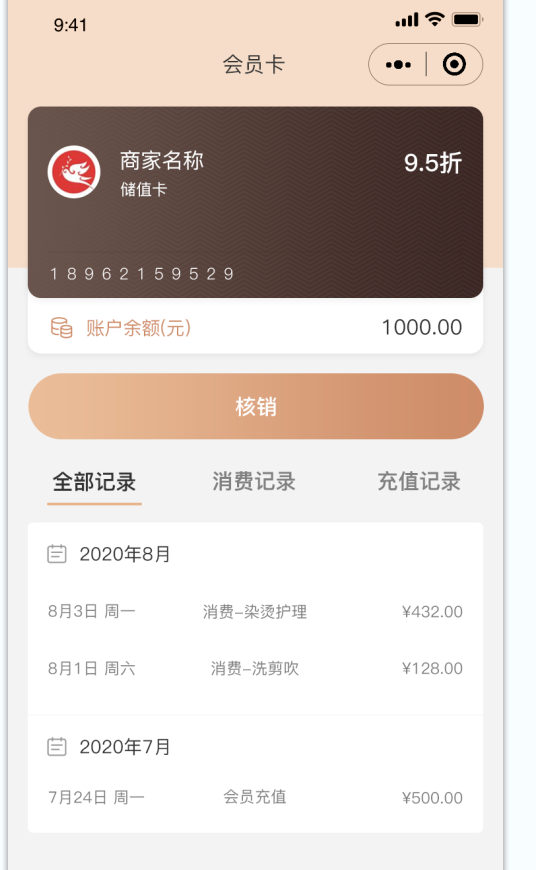 9:41
会员卡
商家名称
9.5折
储值卡
18962159529
账户余额(元)
1000.00
核销
全部记录 消费记录 充值记录
2020年8月
8月3日 周一 消费-染烫护理 ¥432.00
8月1日 周六 消费-洗剪吹 ¥128.00
2020年7月
7月24日 周一 会员充值 ¥500.00